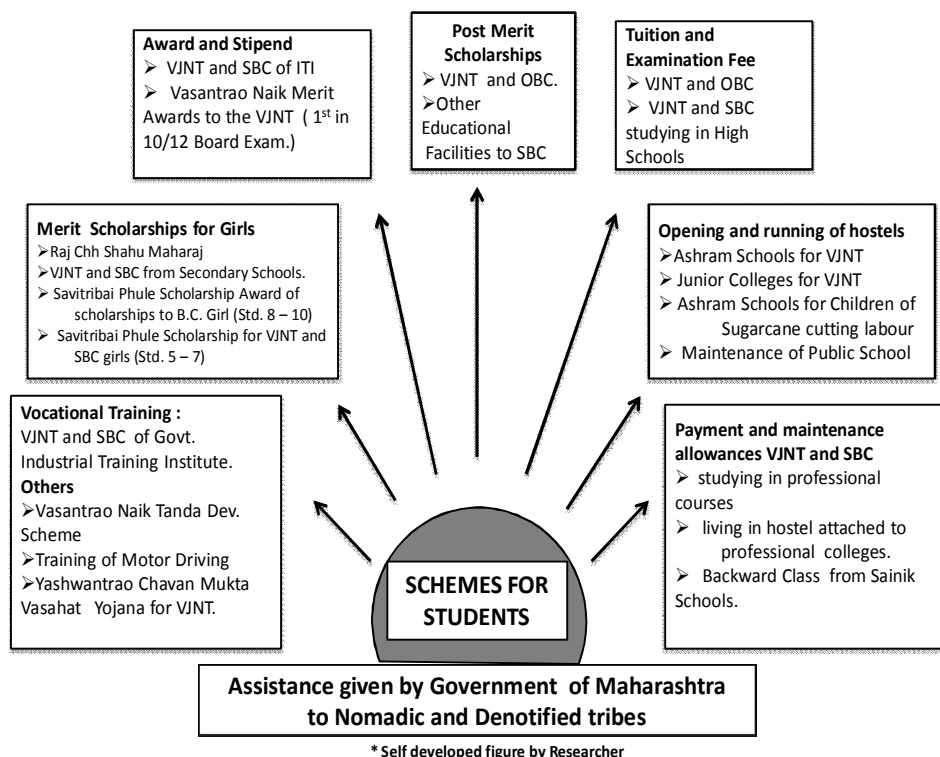 Award and Stipend
➢ VJNT and SBC of ITI
➢ Vasantrao Naik Merit
Awards to the VJNT ( 1st in
10/12 Board Exam.)
Post Merit
Scholarships
➢ VJNT and OBC.
➢Other
Educational
Facilities to SBC
Tuition and
Examination Fee
➢ VJNT and OBC
➢ VJNT and SBC
studying in High
Schools
Merit Scholarships for Girls
➢Raj Chh Shahu Maharaj
➢VJNT and SBC from Secondary Schools.
➢ Savitribai Phule Scholarship Award of
scholarships to B.C. Girl (Std. 8 – 10)
➢ Savitribai Phule Scholarship for VJNT and
SBC girls (Std. 5 – 7)
Opening and running of hostels
➢Ashram Schools for VJNT
➢Junior Colleges for VJNT
➢Ashram Schools for Children of
Sugarcane cutting labour
➢ Maintenance of Public School
Vocational Training :
VJNT and SBC of Govt.
Industrial Training Institute.
Others
➢Vasantrao Naik Tanda Dev.
Scheme
➢Training of Motor Driving
➢Yashwantrao Chavan Mukta
Vasahat Yojana for VJNT.
Payment and maintenance
allowances VJNT and SBC
➢ studying in professional
courses
➢ living in hostel attached to
professional colleges.
➢ Backward Class from Sainik
Schools.
SCHEMES FOR
STUDENTS
Assistance given by Government of Maharashtra
to Nomadic and Denotified tribes
* Self developed figure by Researcher